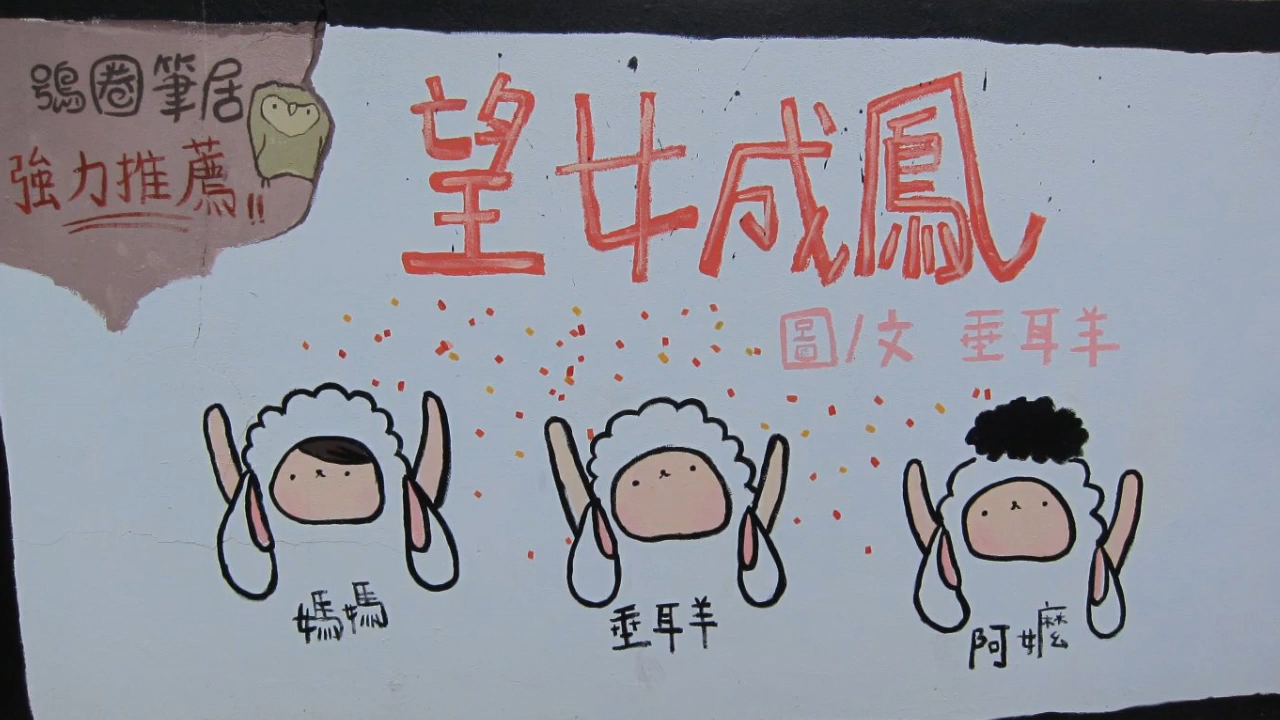 鴞圈筆居
強力推薦!!
望女成鳳
圖/文 垂耳羊
媽媽
垂耳羊
阿嬤